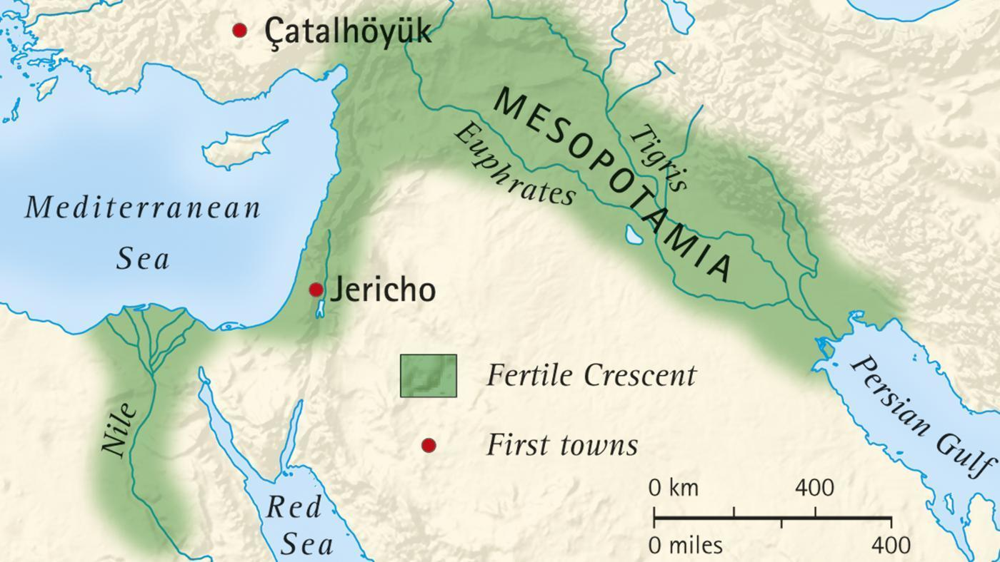 Çatalhöyük
MESOPOTAMIA
Tigris
Euphrates
Mediterranean
Sea
Jericho
Fertile Crescent
Persian Gulf
Nile
First towns
0 km 400
Red
Sea
0 miles 400